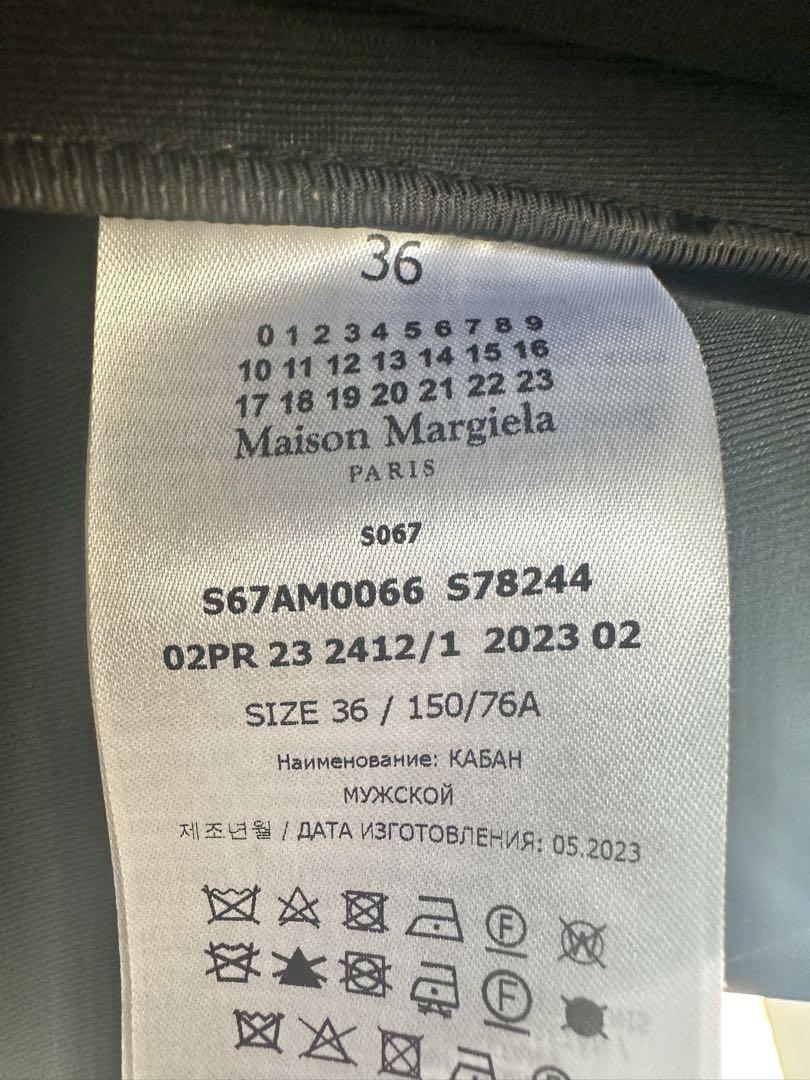 36
0 1 2 3 4 5 6 7 8 9
10 11 12 13 14 15 16
17 18 19 20 21 22 23
Maison Margiela
PARIS
S067
S67AM0066 S78244
02PR 23 2412/1 2023 02
SIZE 36 / 150/76A
Наименование: КАБАН
МУЖСКОЙ
제조년월 / ДАТА ИЗГОТОВЛЕНИЯ: 05.2023
F W
F